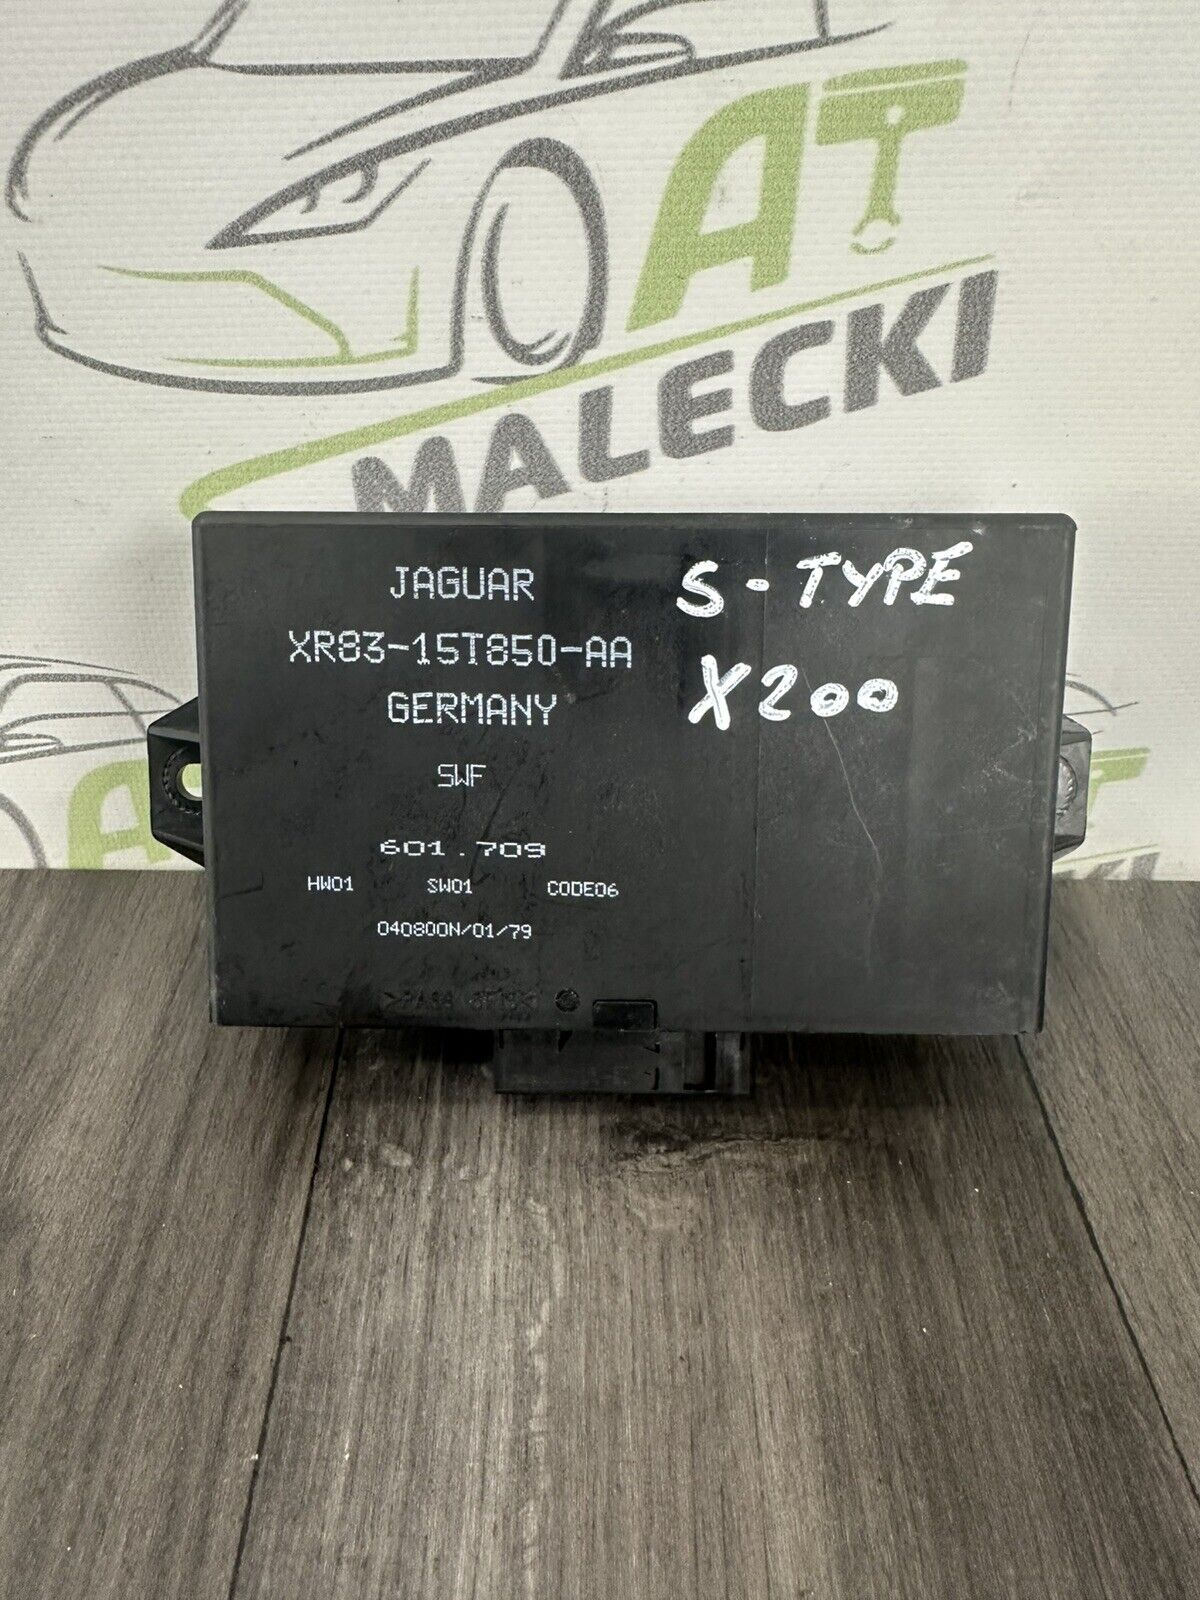 AT
MALECKI
JAGUAR
XR83-15T850-AA
GERMANY
SWF
601.709
HW01 SW01 CODE06
040800N/01/79
S-TYPE
X200